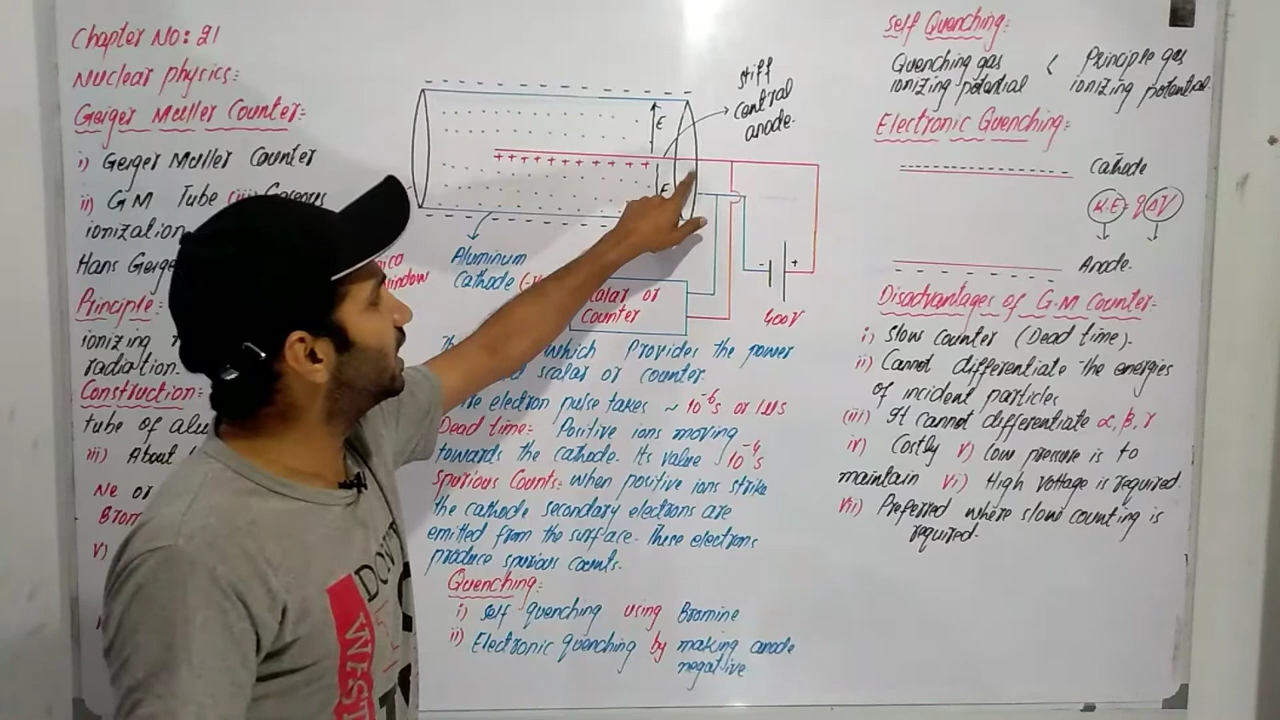 Chapter No: 21
Nuclear physics:
Geiger Muller Counter:
i) Geiger Muller Counter
ii) G M Tube (iii) Gaseous
ionization
Hans Geige
Principle:
ionizing
radiation.
Construction:
tube of alu
iii) About
Ne or
Brom
v)
stiff
central
anode.
E
E
+ + + + + + + + + + + +
Aluminum
cathode (-v
window
calar or
Counter
- +
400V
which provides the power
scalar or counter.
electron pulse takes ~ 10⁻⁶s or 1μs
Dead time:- Positive ions moving
towards the cathode. Its value 10⁻⁴s
Spurious Counts:- when positive ions strike
the cathode secondary electrons are
emitted from the surface. These electrons
produce spurious counts.
Quenching:
i) self quenching using Bromine
ii) Electronic quenching by making anode
negative
Self Quenching:
Quenching gas < Principle gas
ionizing potential ionizing potential.
Electronic Quenching:
Cathode
K.E = qΔV
Anode.
Disadvantages of G.M Counter:
i) Slow counter (Dead time).
ii) Cannot differentiate the energies
of incident particles
(iii) It cannot differentiate α, β, γ
iv) Costly v) Low pressure is to
maintain vi) High voltage is required.
vii) Preferred where slow counting is
required.
DON'T
WEST